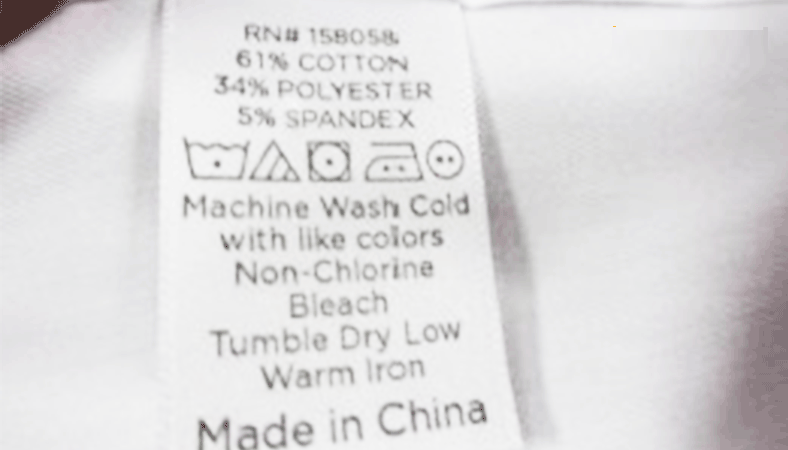 RN# 158058
61% COTTON
34% POLYESTER
5% SPANDEX
Machine Wash Cold
with like colors
Non-Chlorine
Bleach
Tumble Dry Low
Warm Iron
Made in China